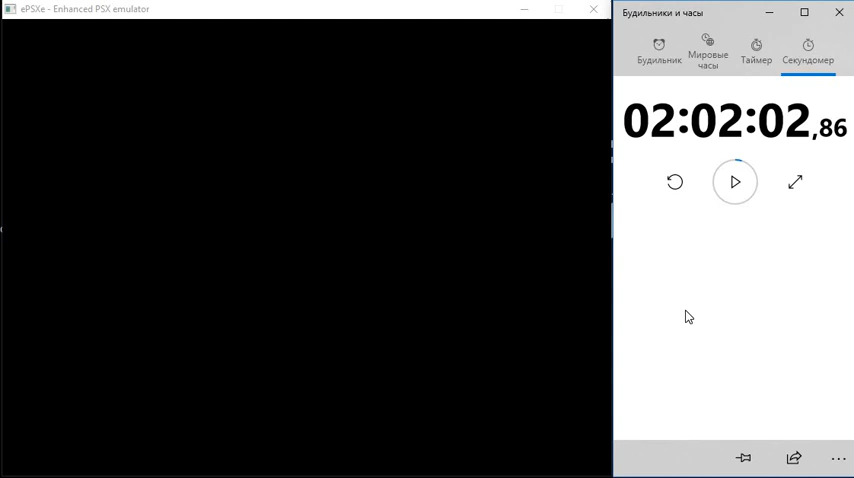 ePSXe - Enhanced PSX emulator
Будильники и часы
Будильник
Мировые
часы
Таймер
Секундомер
02:02:02,86